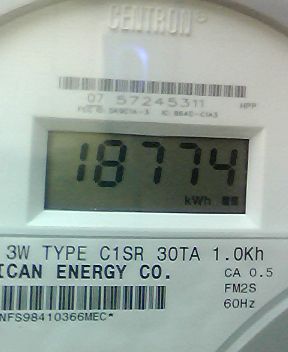 CENTRON®
07 57245311 HPP
18774
kWh
3W TYPE C1SR 30TA 1.0Kh
ICAN ENERGY CO. CA 0.5
FM2S
60Hz
NFS98410366MEC*